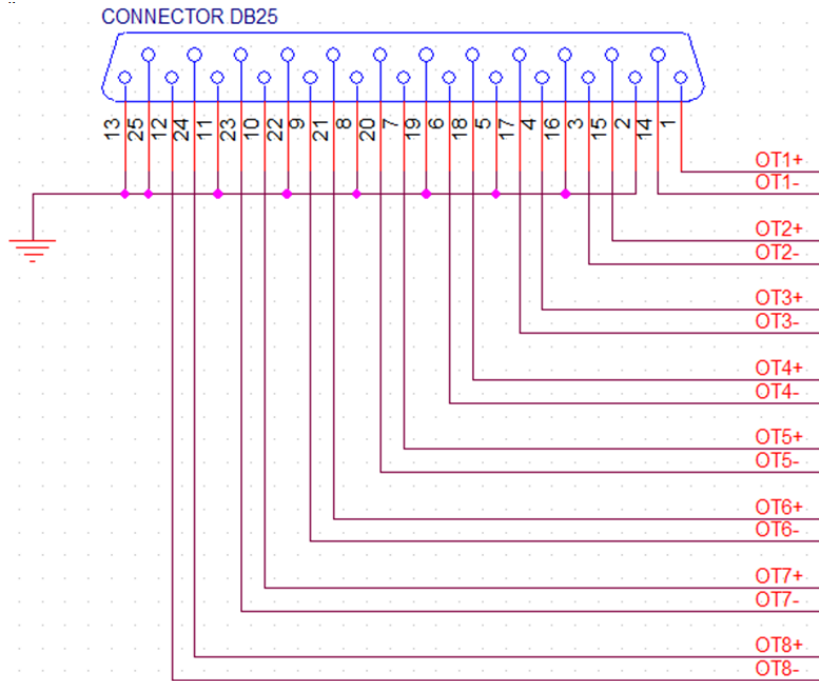 CONNECTOR DB25
13 25 12 24 11 23 10 22 9 21 8 20 7 19 6 18 5 17 4 16 3 15 2 14 1
OT1+
OT1-
OT2+
OT2-
OT3+
OT3-
OT4+
OT4-
OT5+
OT5-
OT6+
OT6-
OT7+
OT7-
OT8+
OT8-